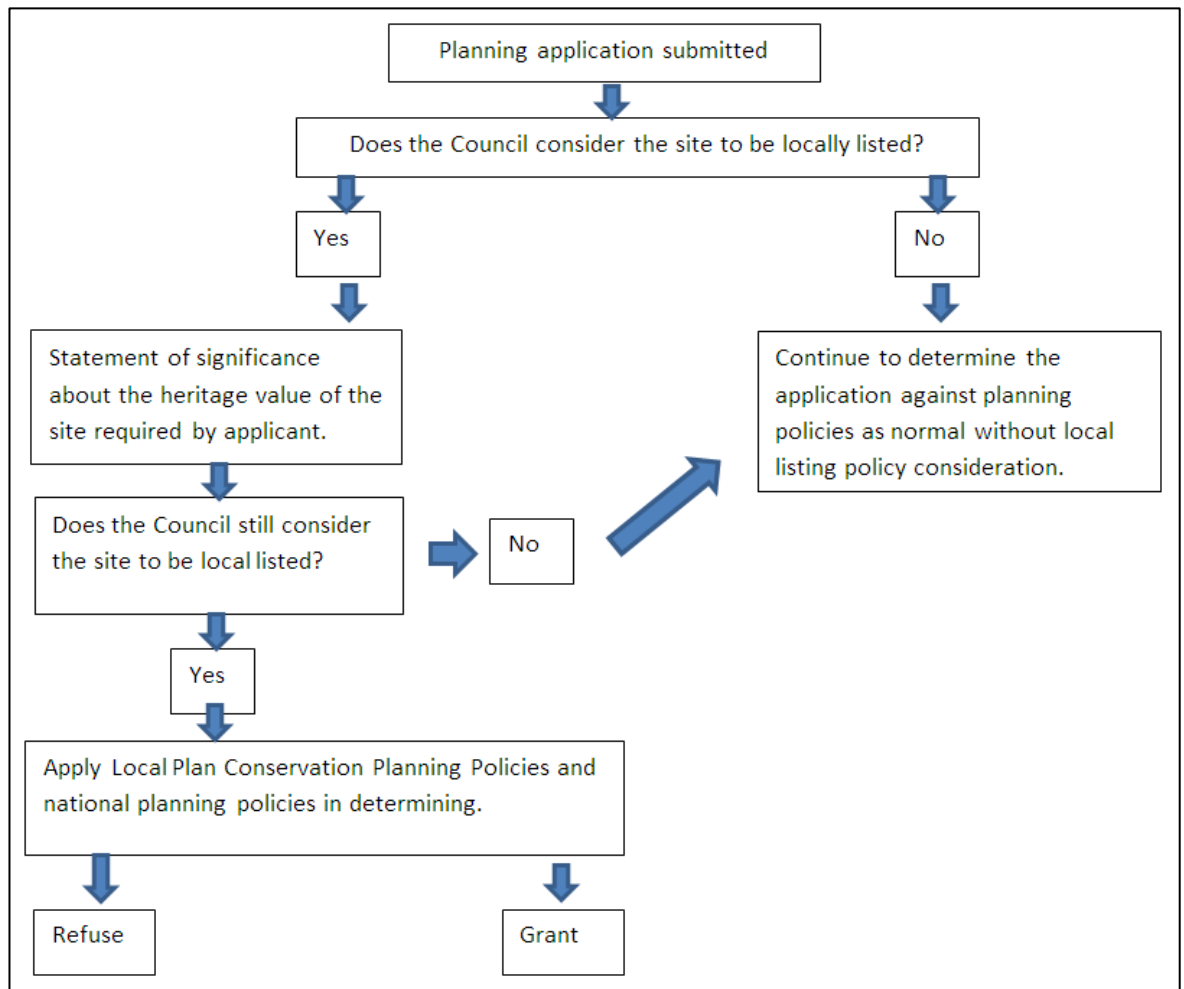 Planning application submitted
Does the Council consider the site to be locally listed?
Yes
No
Statement of significance
about the heritage value of the
site required by applicant.
Continue to determine the
application against planning
policies as normal without local
listing policy consideration.
Does the Council still consider
the site to be local listed?
No
Yes
Apply Local Plan Conservation Planning Policies and
national planning policies in determining.
Refuse
Grant